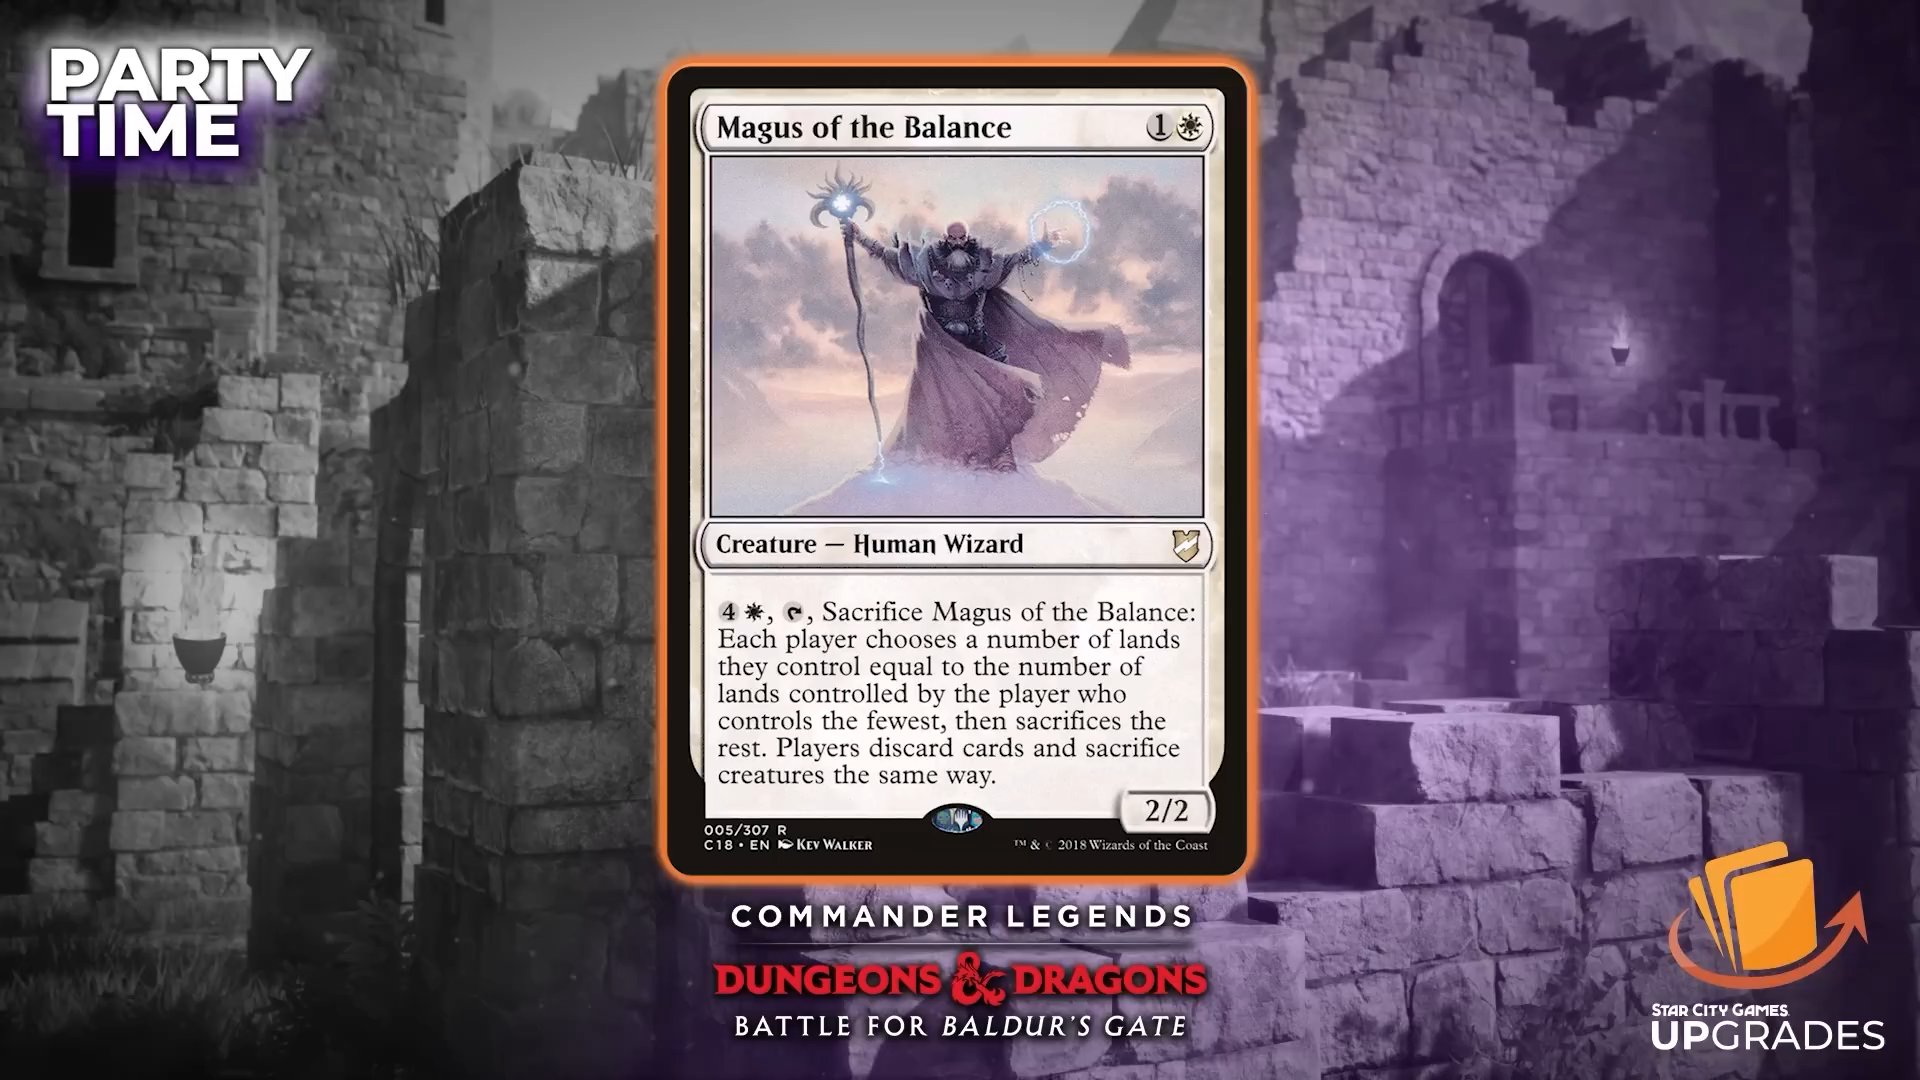 PARTY
TIME
Magus of the Balance 1
Creature — Human Wizard
4 , , Sacrifice Magus of the Balance:
Each player chooses a number of lands
they control equal to the number of
lands controlled by the player who
controls the fewest, then sacrifices the
rest. Players discard cards and sacrifice
creatures the same way.
2/2
005/307 R
C18 • EN KEV WALKER
™ & © 2018 Wizards of the Coast
COMMANDER LEGENDS
DUNGEONS & DRAGONS
BATTLE FOR BALDUR'S GATE
STAR CITY GAMES
UPGRADES